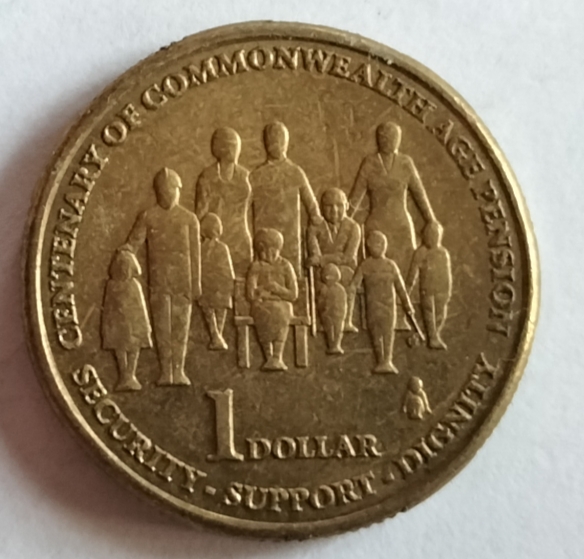 CENTENARY OF COMMONWEALTH AGE PENSION
1 DOLLAR
SECURITY - SUPPORT - DIGNITY